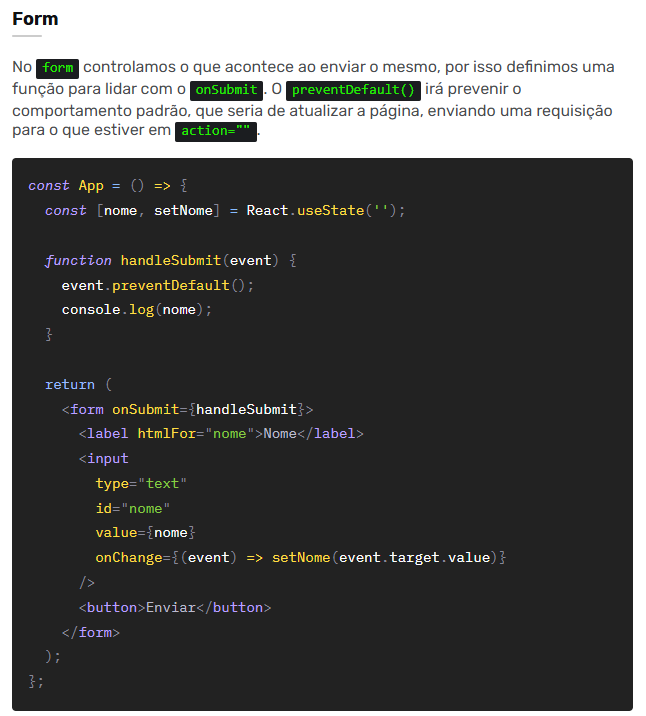 Form
No form controlamos o que acontece ao enviar o mesmo, por isso definimos uma
função para lidar com o onSubmit. O preventDefault() irá prevenir o
comportamento padrão, que seria de atualizar a página, enviando uma requisição
para o que estiver em action="".
const App = () => {
  const [nome, setNome] = React.useState('');

  function handleSubmit(event) {
    event.preventDefault();
    console.log(nome);
  }

  return (
    <form onSubmit={handleSubmit}>
      <label htmlFor="nome">Nome</label>
      <input
        type="text"
        id="nome"
        value={nome}
        onChange={(event) => setNome(event.target.value)}
      />
      <button>Enviar</button>
    </form>
  );
};